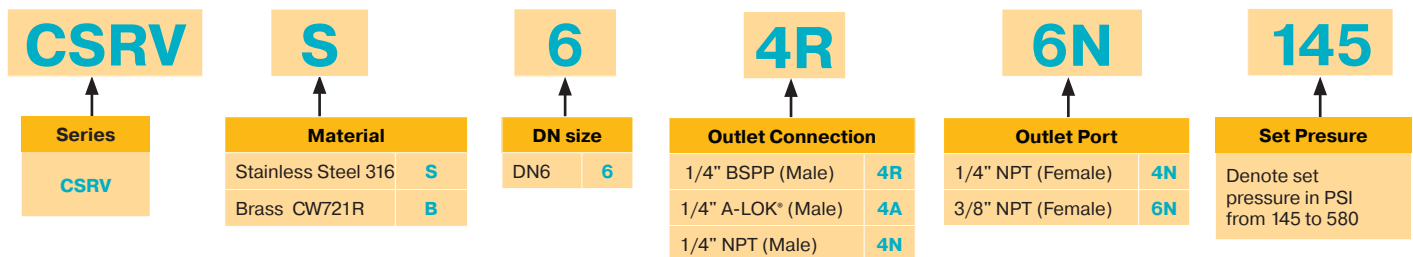 CSRV S 6 4R 6N 145
Series
CSRV
Material
Stainless Steel 316 S
Brass CW721R B
DN size
DN6 6
Outlet Connection
1/4" BSPP (Male) 4R
1/4" A-LOK® (Male) 4A
1/4" NPT (Male) 4N
Outlet Port
1/4" NPT (Female) 4N
3/8" NPT (Female) 6N
Set Presure
Denote set
pressure in PSI
from 145 to 580